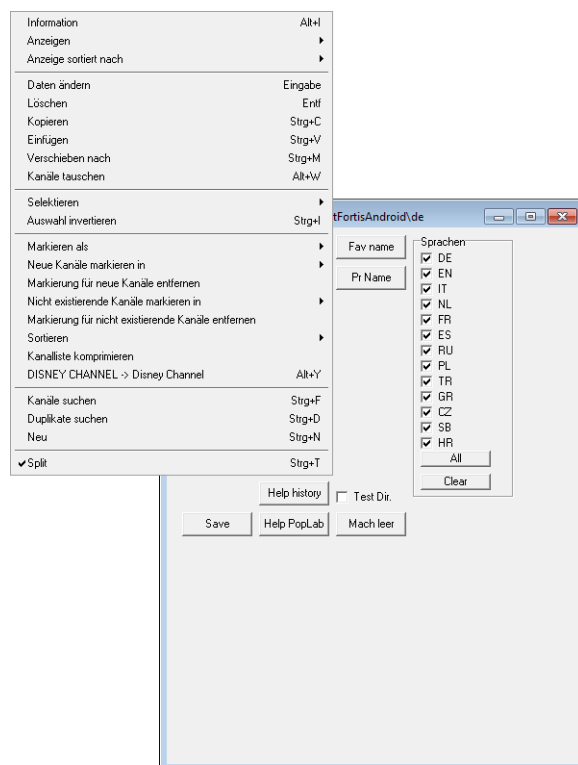 Information Alt+I
Anzeigen
Anzeige sortiert nach
Daten ändern Eingabe
Löschen Entf
Kopieren Strg+C
Einfügen Strg+V
Verschieben nach Strg+M
Kanäle tauschen Alt+W
Selektieren
Auswahl invertieren Strg+I
Markieren als
Neue Kanäle markieren in
Markierung für neue Kanäle entfernen
Nicht existierende Kanäle markieren in
Markierung für nicht existierende Kanäle entfernen
Sortieren
Kanalliste komprimieren
DISNEY CHANNEL -> Disney Channel Alt+Y
Kanäle suchen Strg+F
Duplikate suchen Strg+D
Neu Strg+N
Split Strg+T
tFortisAndroid\de
Fav name
Pr Name
Sprachen
DE
EN
IT
NL
FR
ES
RU
PL
TR
GR
CZ
SB
HR
All
Clear
Help history
Test Dir.
Save
Help PopLab
Mach leer